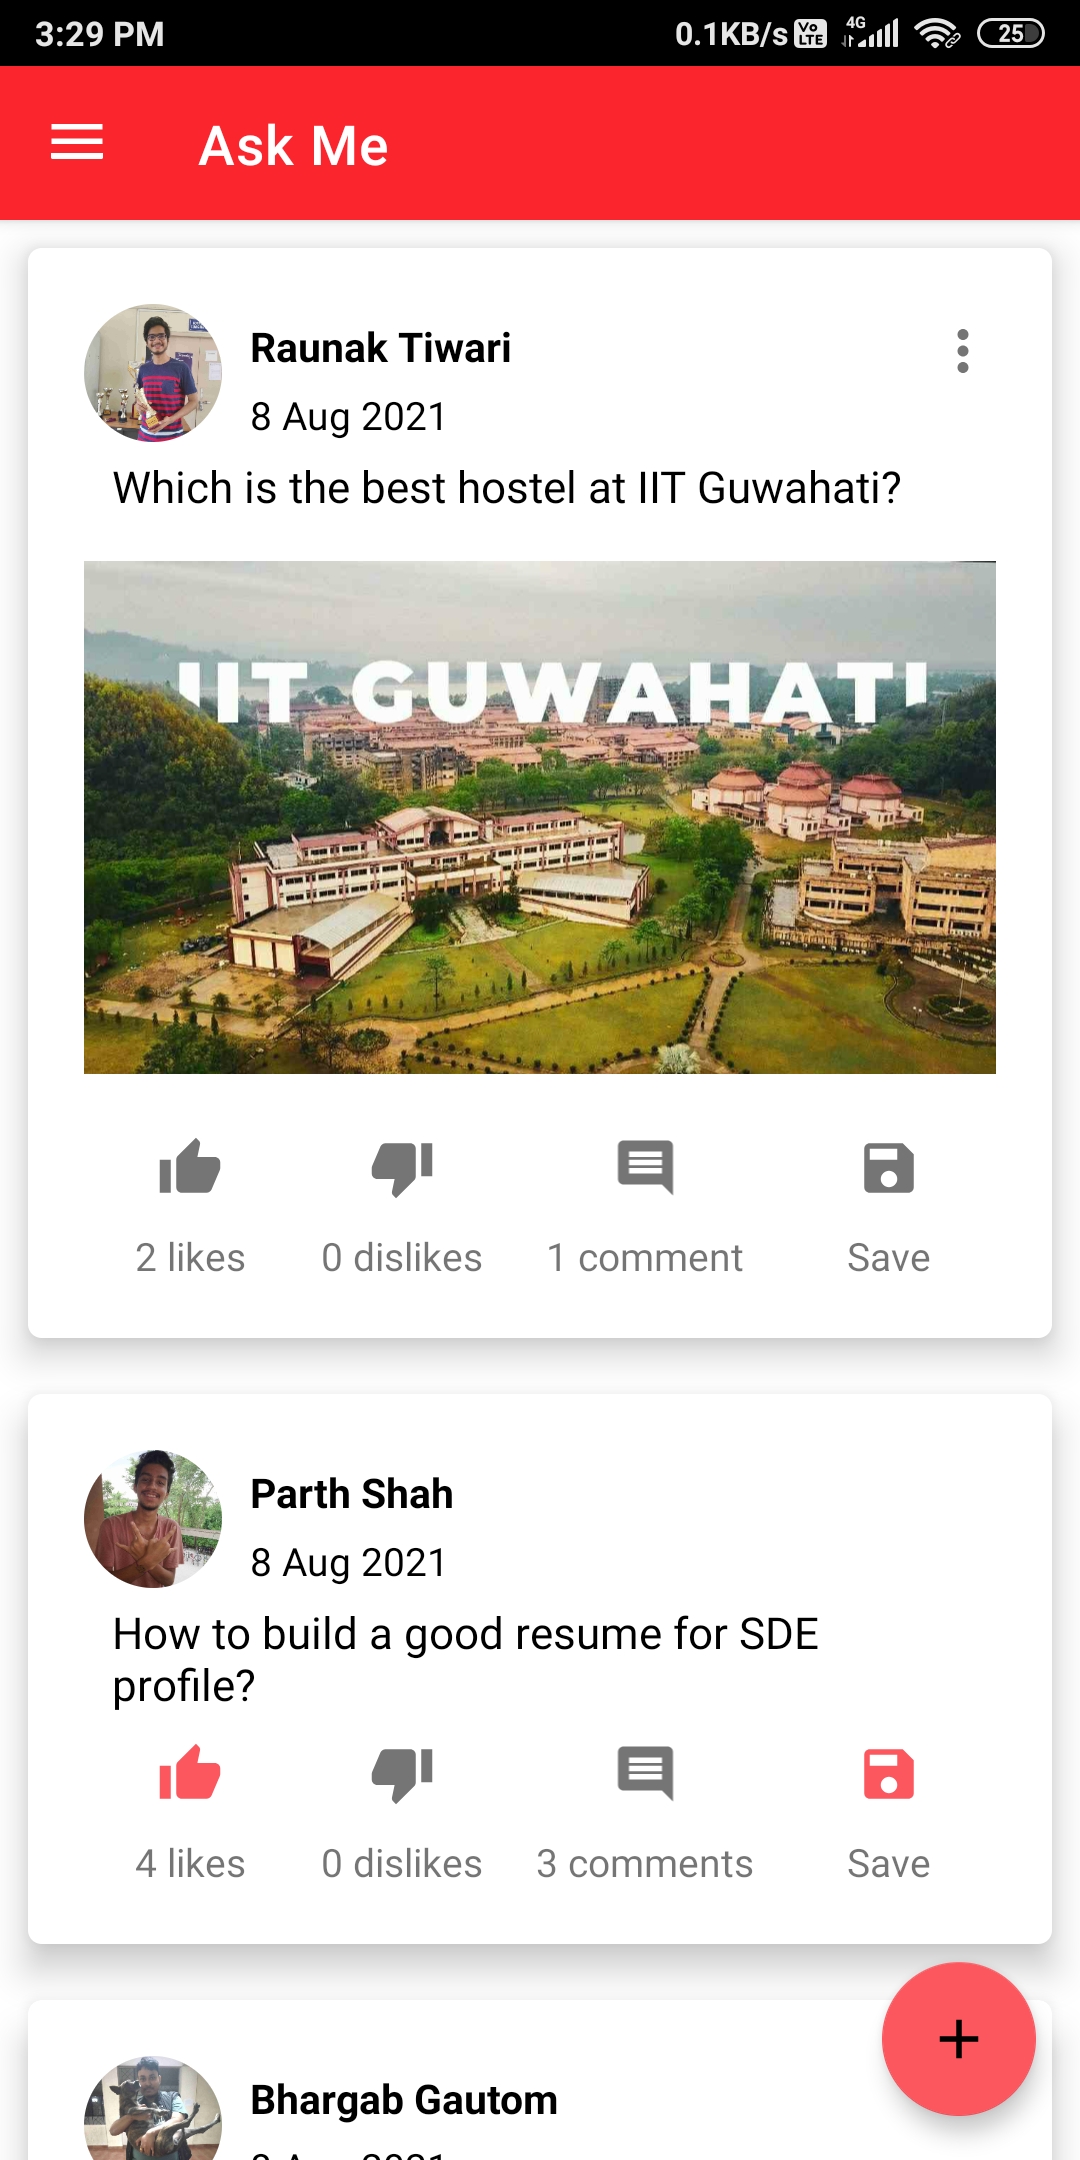 3:29 PM
0.1KB/s Vo LTE 4G 25
Ask Me
Raunak Tiwari
8 Aug 2021
Which is the best hostel at IIT Guwahati?
IIT GUWAHATI
2 likes 0 dislikes 1 comment Save
Parth Shah
8 Aug 2021
How to build a good resume for SDE
profile?
4 likes 0 dislikes 3 comments Save
Bhargab Gautom